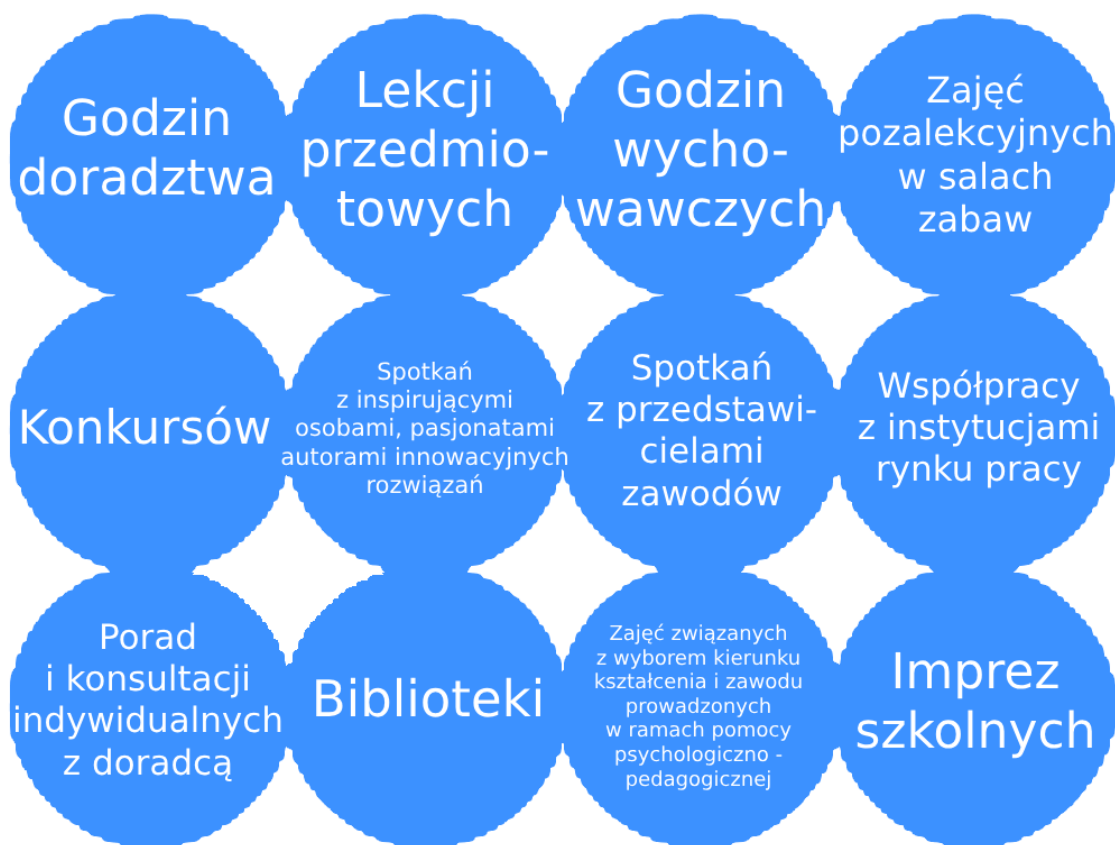 Godzin
doradztwa
Lekcji
przedmio-
towych
Godzin
wycho-
wawczych
Zajęć
pozalekcyjnych
w salach
zabaw
Konkursów
Spotkań
z inspirującymi
osobami, pasjonatami
autorami innowacyjnych
rozwiązań
Spotkań
z przedstawi-
cielami
zawodów
Współpracy
z instytucjami
rynku pracy
Porad
i konsultacji
indywidualnych
z doradcą
Biblioteki
Zajęć związanych
z wyborem kierunku
kształcenia i zawodu
prowadzonych
w ramach pomocy
psychologiczno -
pedagogicznej
Imprez
szkolnych